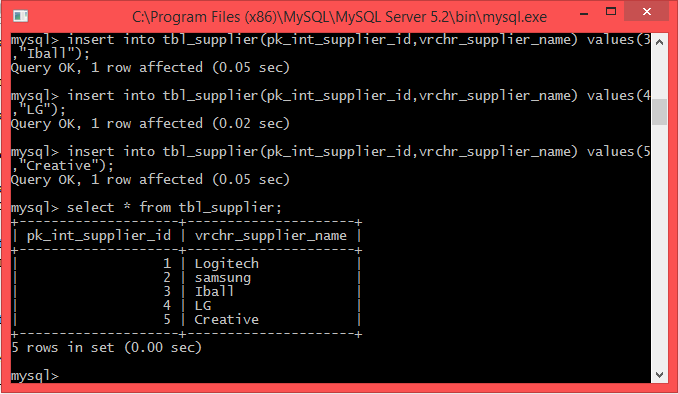 C:\Program Files (x86)\MySQL\MySQL Server 5.2\bin\mysql.exe
mysql> insert into tbl_supplier(pk_int_supplier_id,vrchr_supplier_name) values(3
,"Iball");
Query OK, 1 row affected (0.05 sec)
mysql> insert into tbl_supplier(pk_int_supplier_id,vrchr_supplier_name) values(4
,"LG");
Query OK, 1 row affected (0.02 sec)
mysql> insert into tbl_supplier(pk_int_supplier_id,vrchr_supplier_name) values(5
,"Creative");
Query OK, 1 row affected (0.05 sec)
mysql> select * from tbl_supplier;
+--------------------+---------------------+
| pk_int_supplier_id | vrchr_supplier_name |
+--------------------+---------------------+
|                  1 | Logitech            |
|                  2 | samsung             |
|                  3 | Iball               |
|                  4 | LG                  |
|                  5 | Creative            |
+--------------------+---------------------+
5 rows in set (0.00 sec)
mysql>